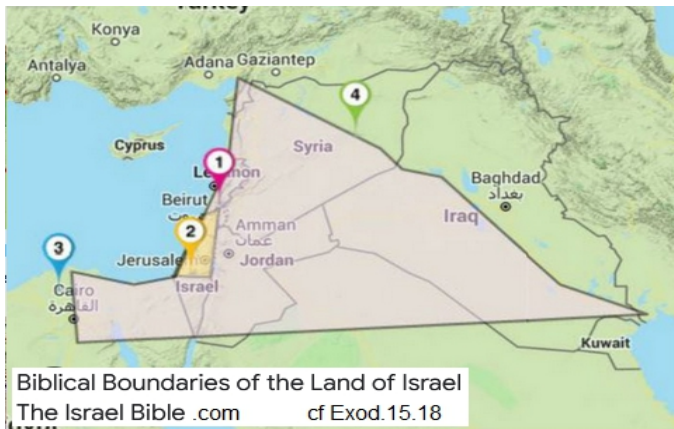 Konya
Antalya
Adana Gaziantep
4
Cyprus
Syria
1
Beirut
Baghdad
بغداد
2
Iraq
Amman
عمان
3
Jordan
Israel
Cairo
القاهرة
Kuwait
Biblical Boundaries of the Land of Israel
The Israel Bible .com cf Exod.15.18